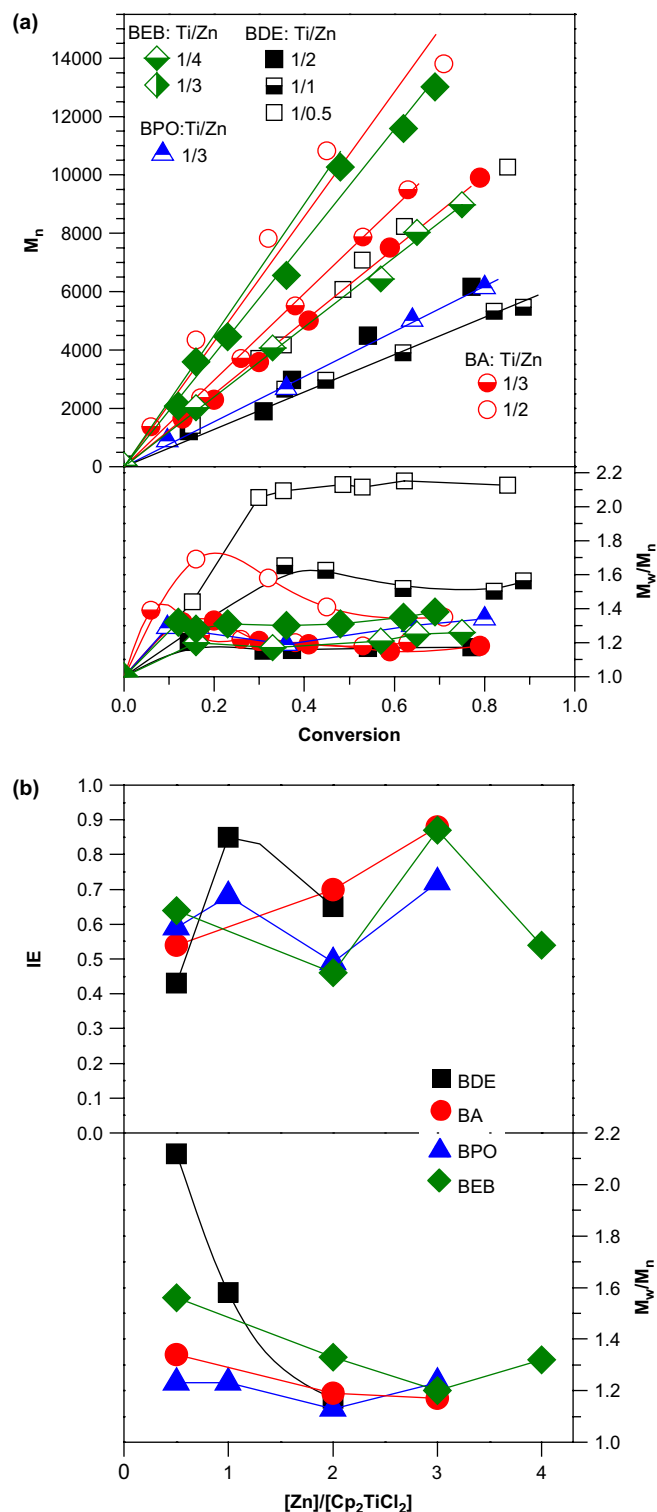 (a)
BEB: Ti/Zn
1/4
1/3
BPO:Ti/Zn
1/3
BDE: Ti/Zn
1/2
1/1
1/0.5
BA: Ti/Zn
1/3
1/2
14000
12000
10000
8000
6000
4000
2000
0
Mn
2.2
2.0
1.8
1.6
1.4
1.2
1.0
Mw/Mn
0.0 0.2 0.4 0.6 0.8 1.0
Conversion
(b)
1.0
0.9
0.8
0.7
0.6
0.5
0.4
0.3
0.2
0.1
0.0
IE
BDE
BA
BPO
BEB
2.2
2.0
1.8
1.6
1.4
1.2
1.0
Mw/Mn
0 1 2 3 4
[Zn]/[Cp2TiCl2]